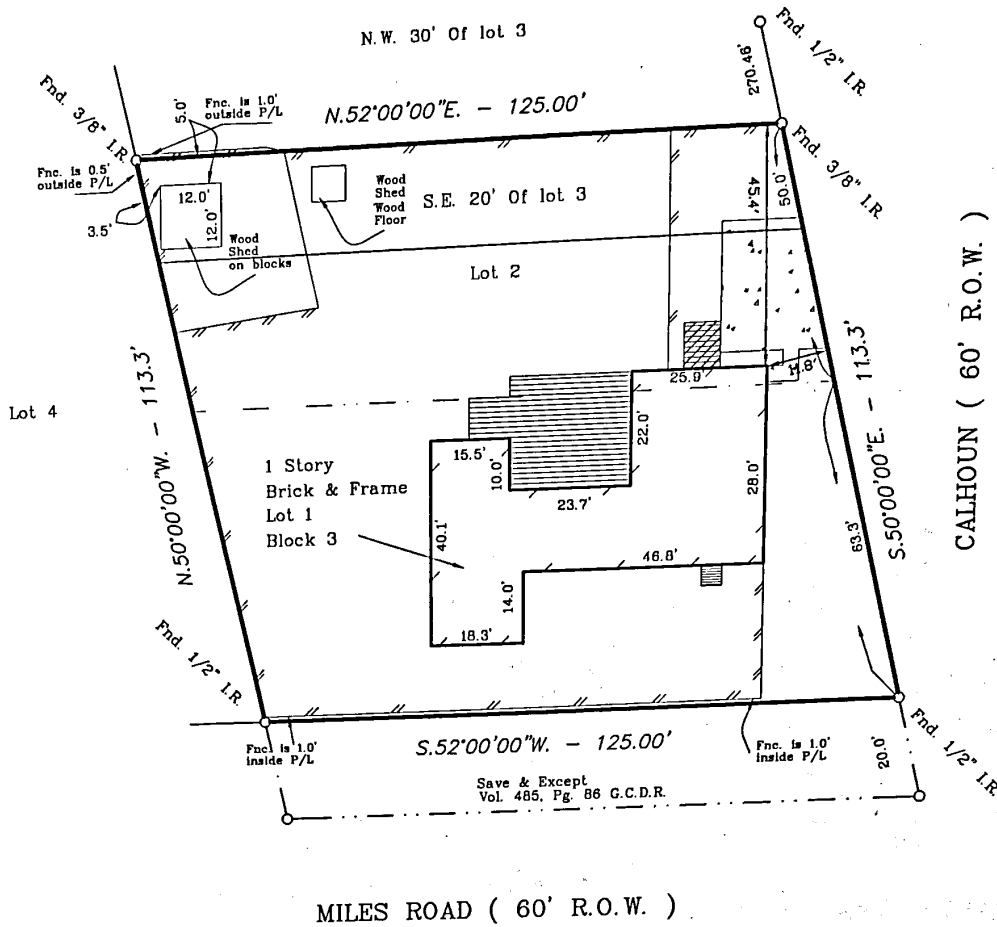 N.W. 30' Of lot 3
Fnd. 1/2" I.R.
270.46'
Fnd. 3/8" I.R.
5.0'
Fnc. is 1.0'
outside P/L
N.52°00'00"E. - 125.00'
Fnd. 3/8" I.R.
Fnc. is 0.5'
outside P/L
3.5'
12.0'
12.0'
Wood
Shed
on blocks
Wood
Shed
Wood
Floor
S.E. 20' Of lot 3
45.4'
50.0'
Lot 2
11.8'
25.9'
22.0'
Lot 4
N.50°00'00"W. - 113.3'
1 Story
Brick & Frame
Lot 1
Block 3
15.5'
10.0'
23.7'
40.1'
28.0'
46.8'
14.0'
18.3'
63.3'
S.50°00'00"E. - 113.3'
CALHOUN ( 60' R.O.W. )
Fnd. 1/2" I.R.
Fnc. is 1.0'
inside P/L
S.52°00'00"W. - 125.00'
Fnc. is 1.0'
inside P/L
20.0'
Fnd. 1/2" I.R.
Save & Except
Vol. 485, Pg. 86 G.C.D.R.
MILES ROAD ( 60' R.O.W. )